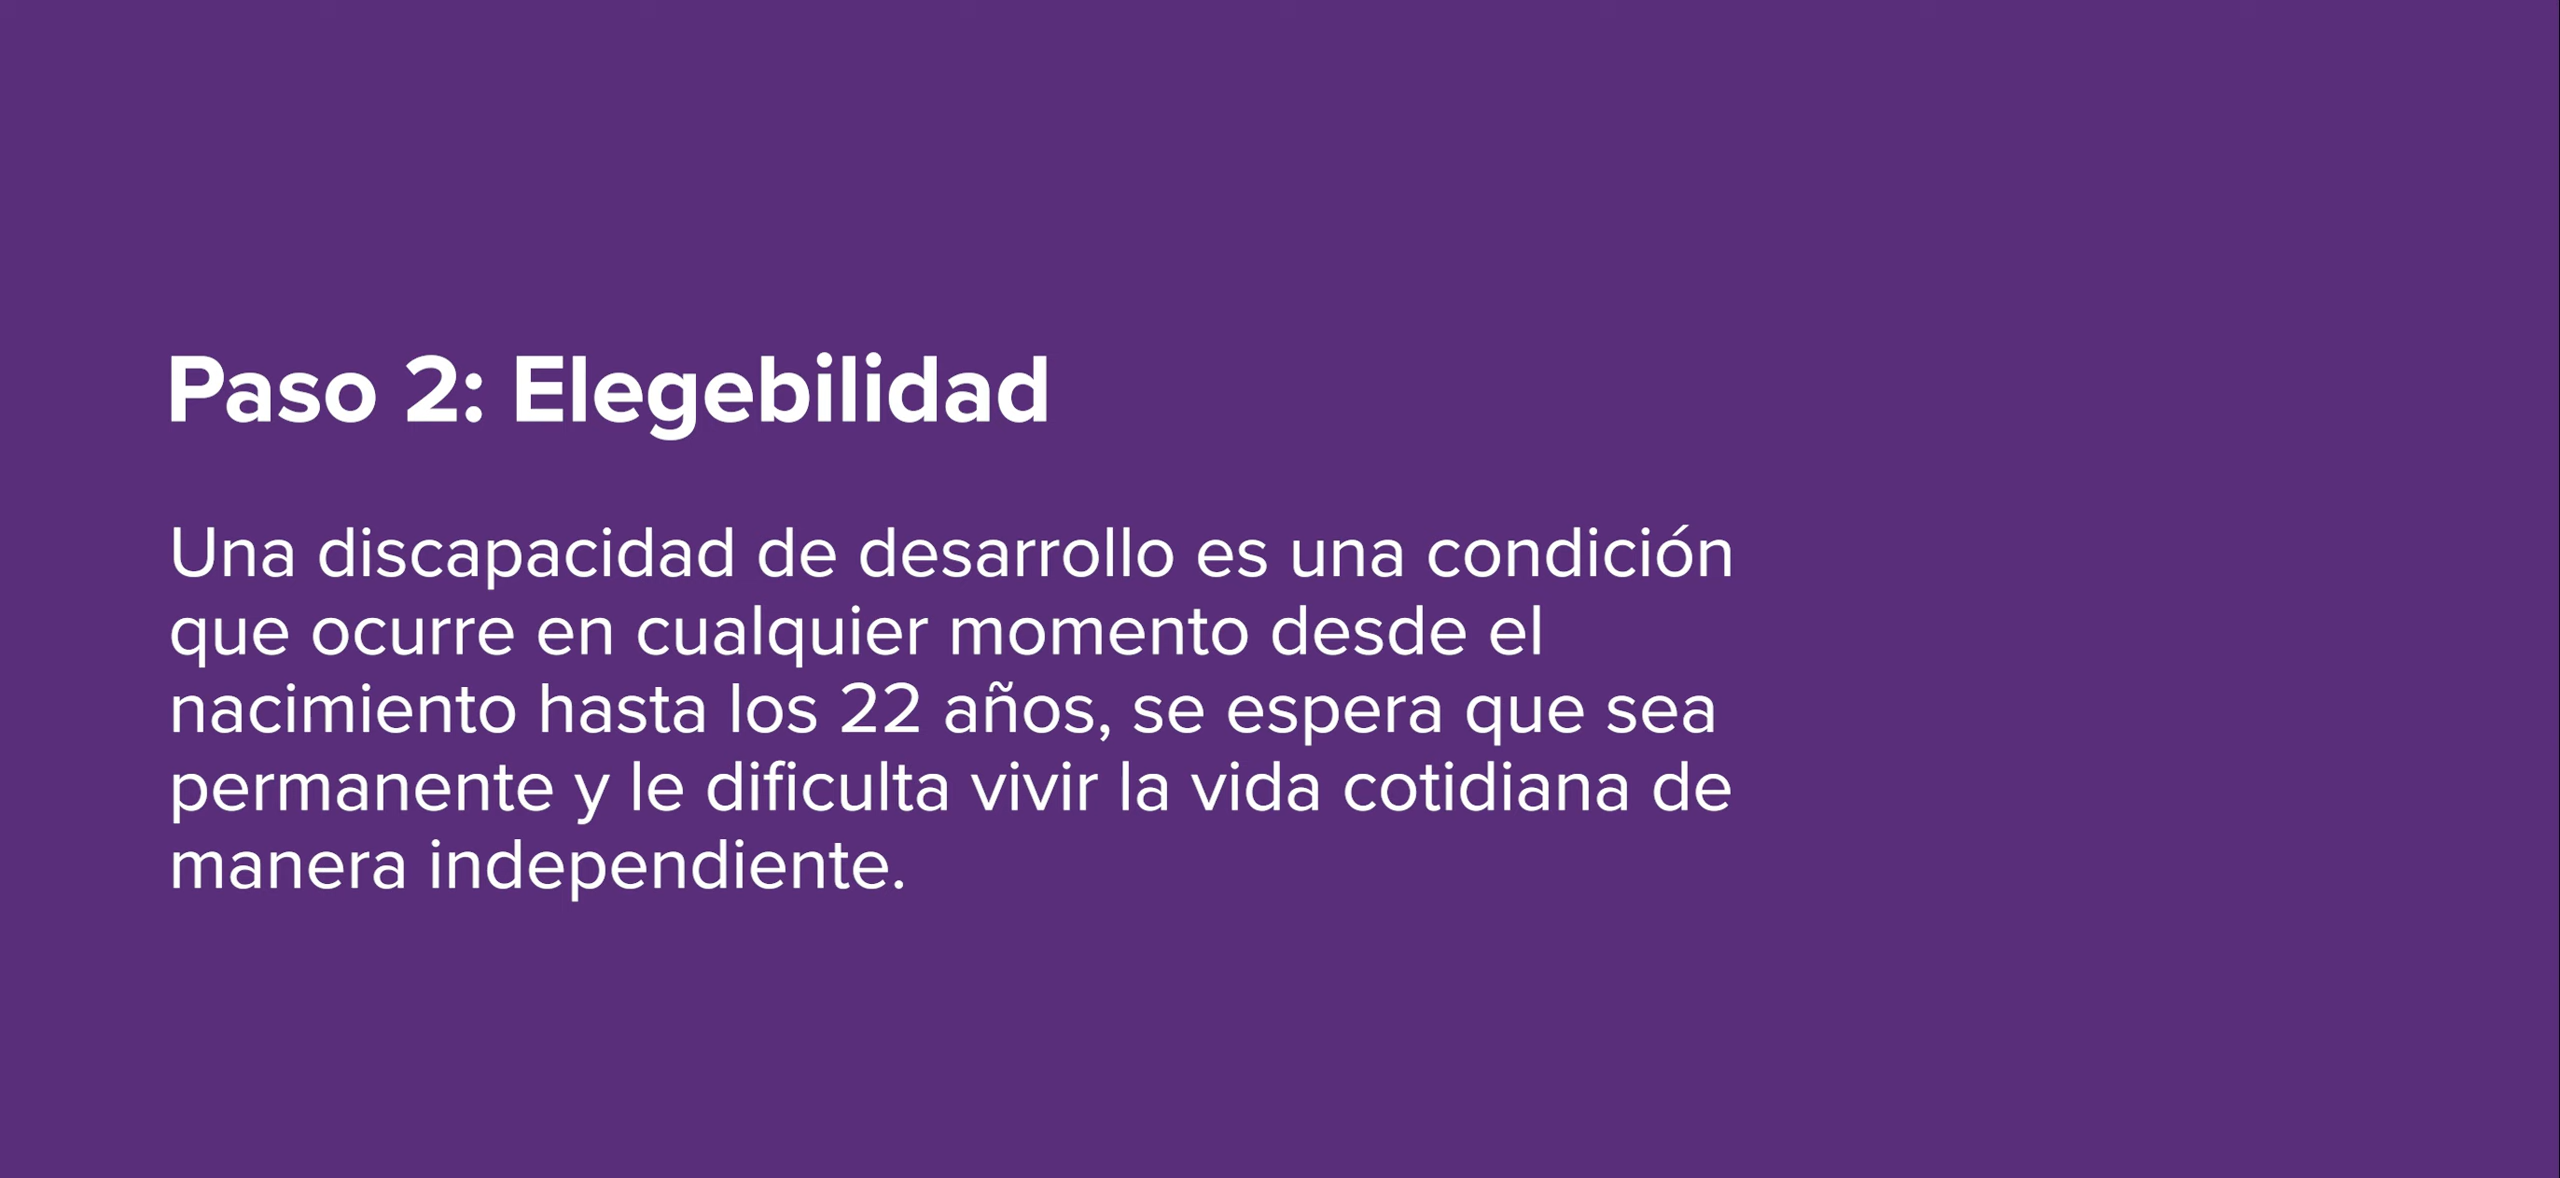 Paso 2: Elegebilidad
Una discapacidad de desarrollo es una condición
que ocurre en cualquier momento desde el
nacimiento hasta los 22 años, se espera que sea
permanente y le dificulta vivir la vida cotidiana de
manera independiente.